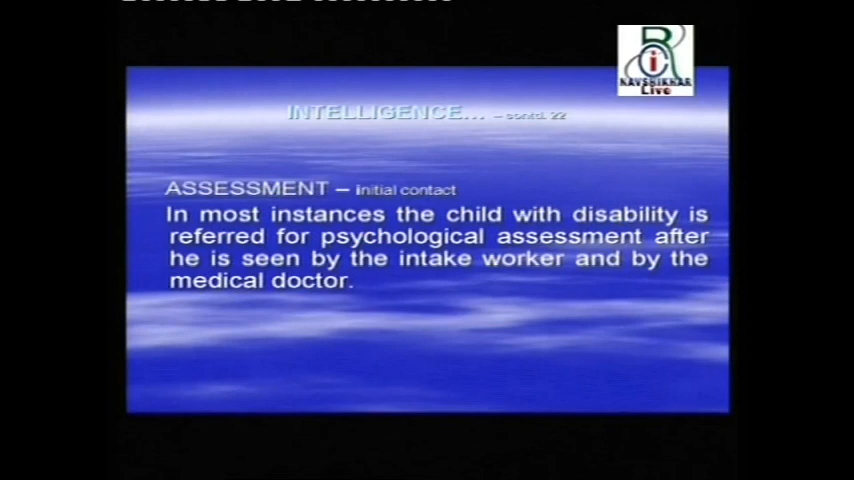 NAVSHIKHAR
Live
INTELLIGENCE... – contd. 22
ASSESSMENT – initial contact
In most instances the child with disability is
referred for psychological assessment after
he is seen by the intake worker and by the
medical doctor.